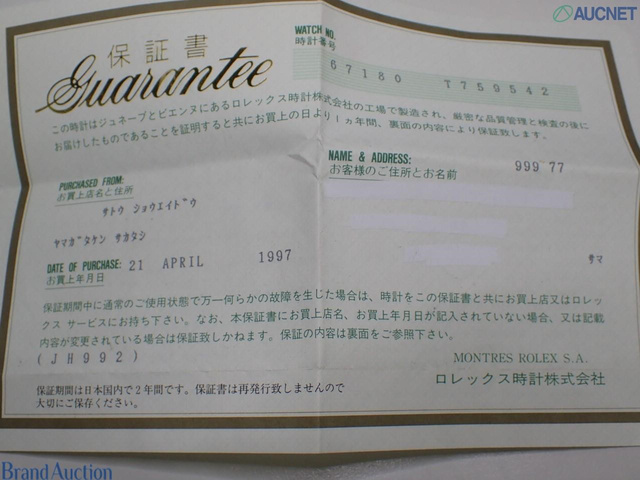 AUCNET
保証書
Guarantee
WATCH NO.
時計番号
67180 T759542
この時計はジュネーブとビエンヌにあるロレックス時計株式会社の工場で製造され、厳密な品質管理と検査の後に
お届けしたものであることを証明すると共にお買上の日より1ヵ年間、裏面の内容により保証致します。
PURCHASED FROM:
お買上店名と住所
サトウ ショウエイドウ
ヤマガタケン サカタシ
NAME & ADDRESS:
お客様のご住所とお名前
999 77
サマ
DATE OF PURCHASE: 21 APRIL 1997
お買上年月日
保証期間中に通常のご使用状態で万一何らかの故障を生じた場合は、時計をこの保証書と共にお買上店又はロレッ
クス サービスにお持ち下さい。なお、本保証書にお買上店名、お買上年月日が記入されていない場合、又は記載
内容が変更されている場合は保証致しかねます。保証の内容は裏面をご参照下さい。
(JH992)
MONTRES ROLEX S.A.
ロレックス時計株式会社
保証期間は日本国内で2年間です。保証書は再発行致しませんので
大切にご保存ください。
Brand Auction